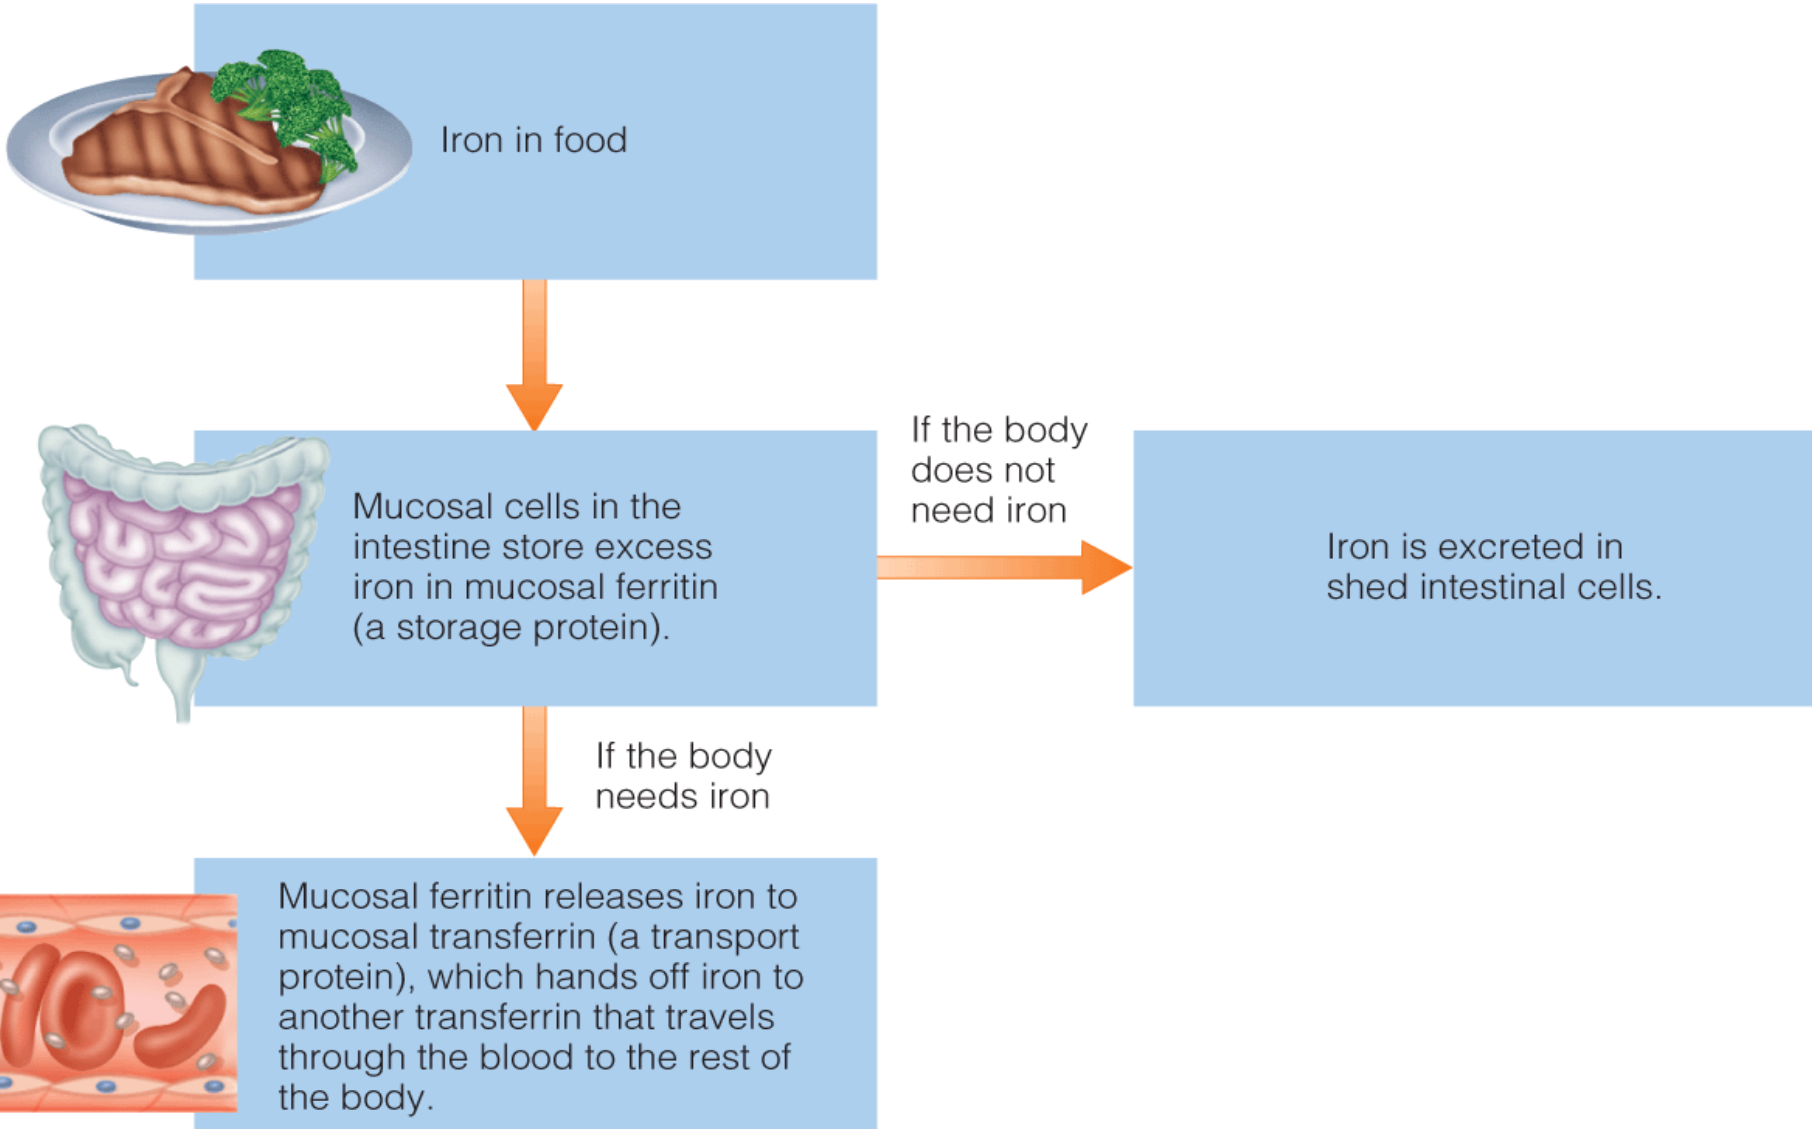 Iron in food
If the body
does not
need iron
Mucosal cells in the
intestine store excess
iron in mucosal ferritin
(a storage protein).
Iron is excreted in
shed intestinal cells.
If the body
needs iron
Mucosal ferritin releases iron to
mucosal transferrin (a transport
protein), which hands off iron to
another transferrin that travels
through the blood to the rest of
the body.